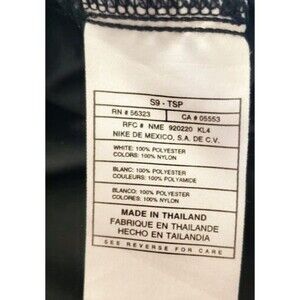 S9 - TSP
RN # 56323 CA # 05553
RFC # NME 920220 KL4
NIKE DE MEXICO, S.A. DE C.V.
WHITE: 100% POLYESTER
COLORS: 100% NYLON
BLANC: 100% POLYESTER
COULEURS: 100% POLYAMIDE
BLANCO: 100% POLYESTER
COLORES: 100% NYLON
MADE IN THAILAND
FABRIQUE EN THAILANDE
HECHO EN TAILANDIA
SEE REVERSE FOR CARE